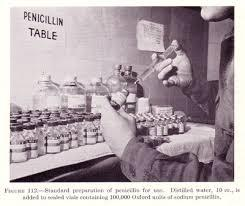 PENICILLIN
TABLE
FIGURE 112.—Standard preparation of penicillin for use. Distilled water, 10 cc., is
added to sealed vials containing 100,000 Oxford units of sodium penicillin.